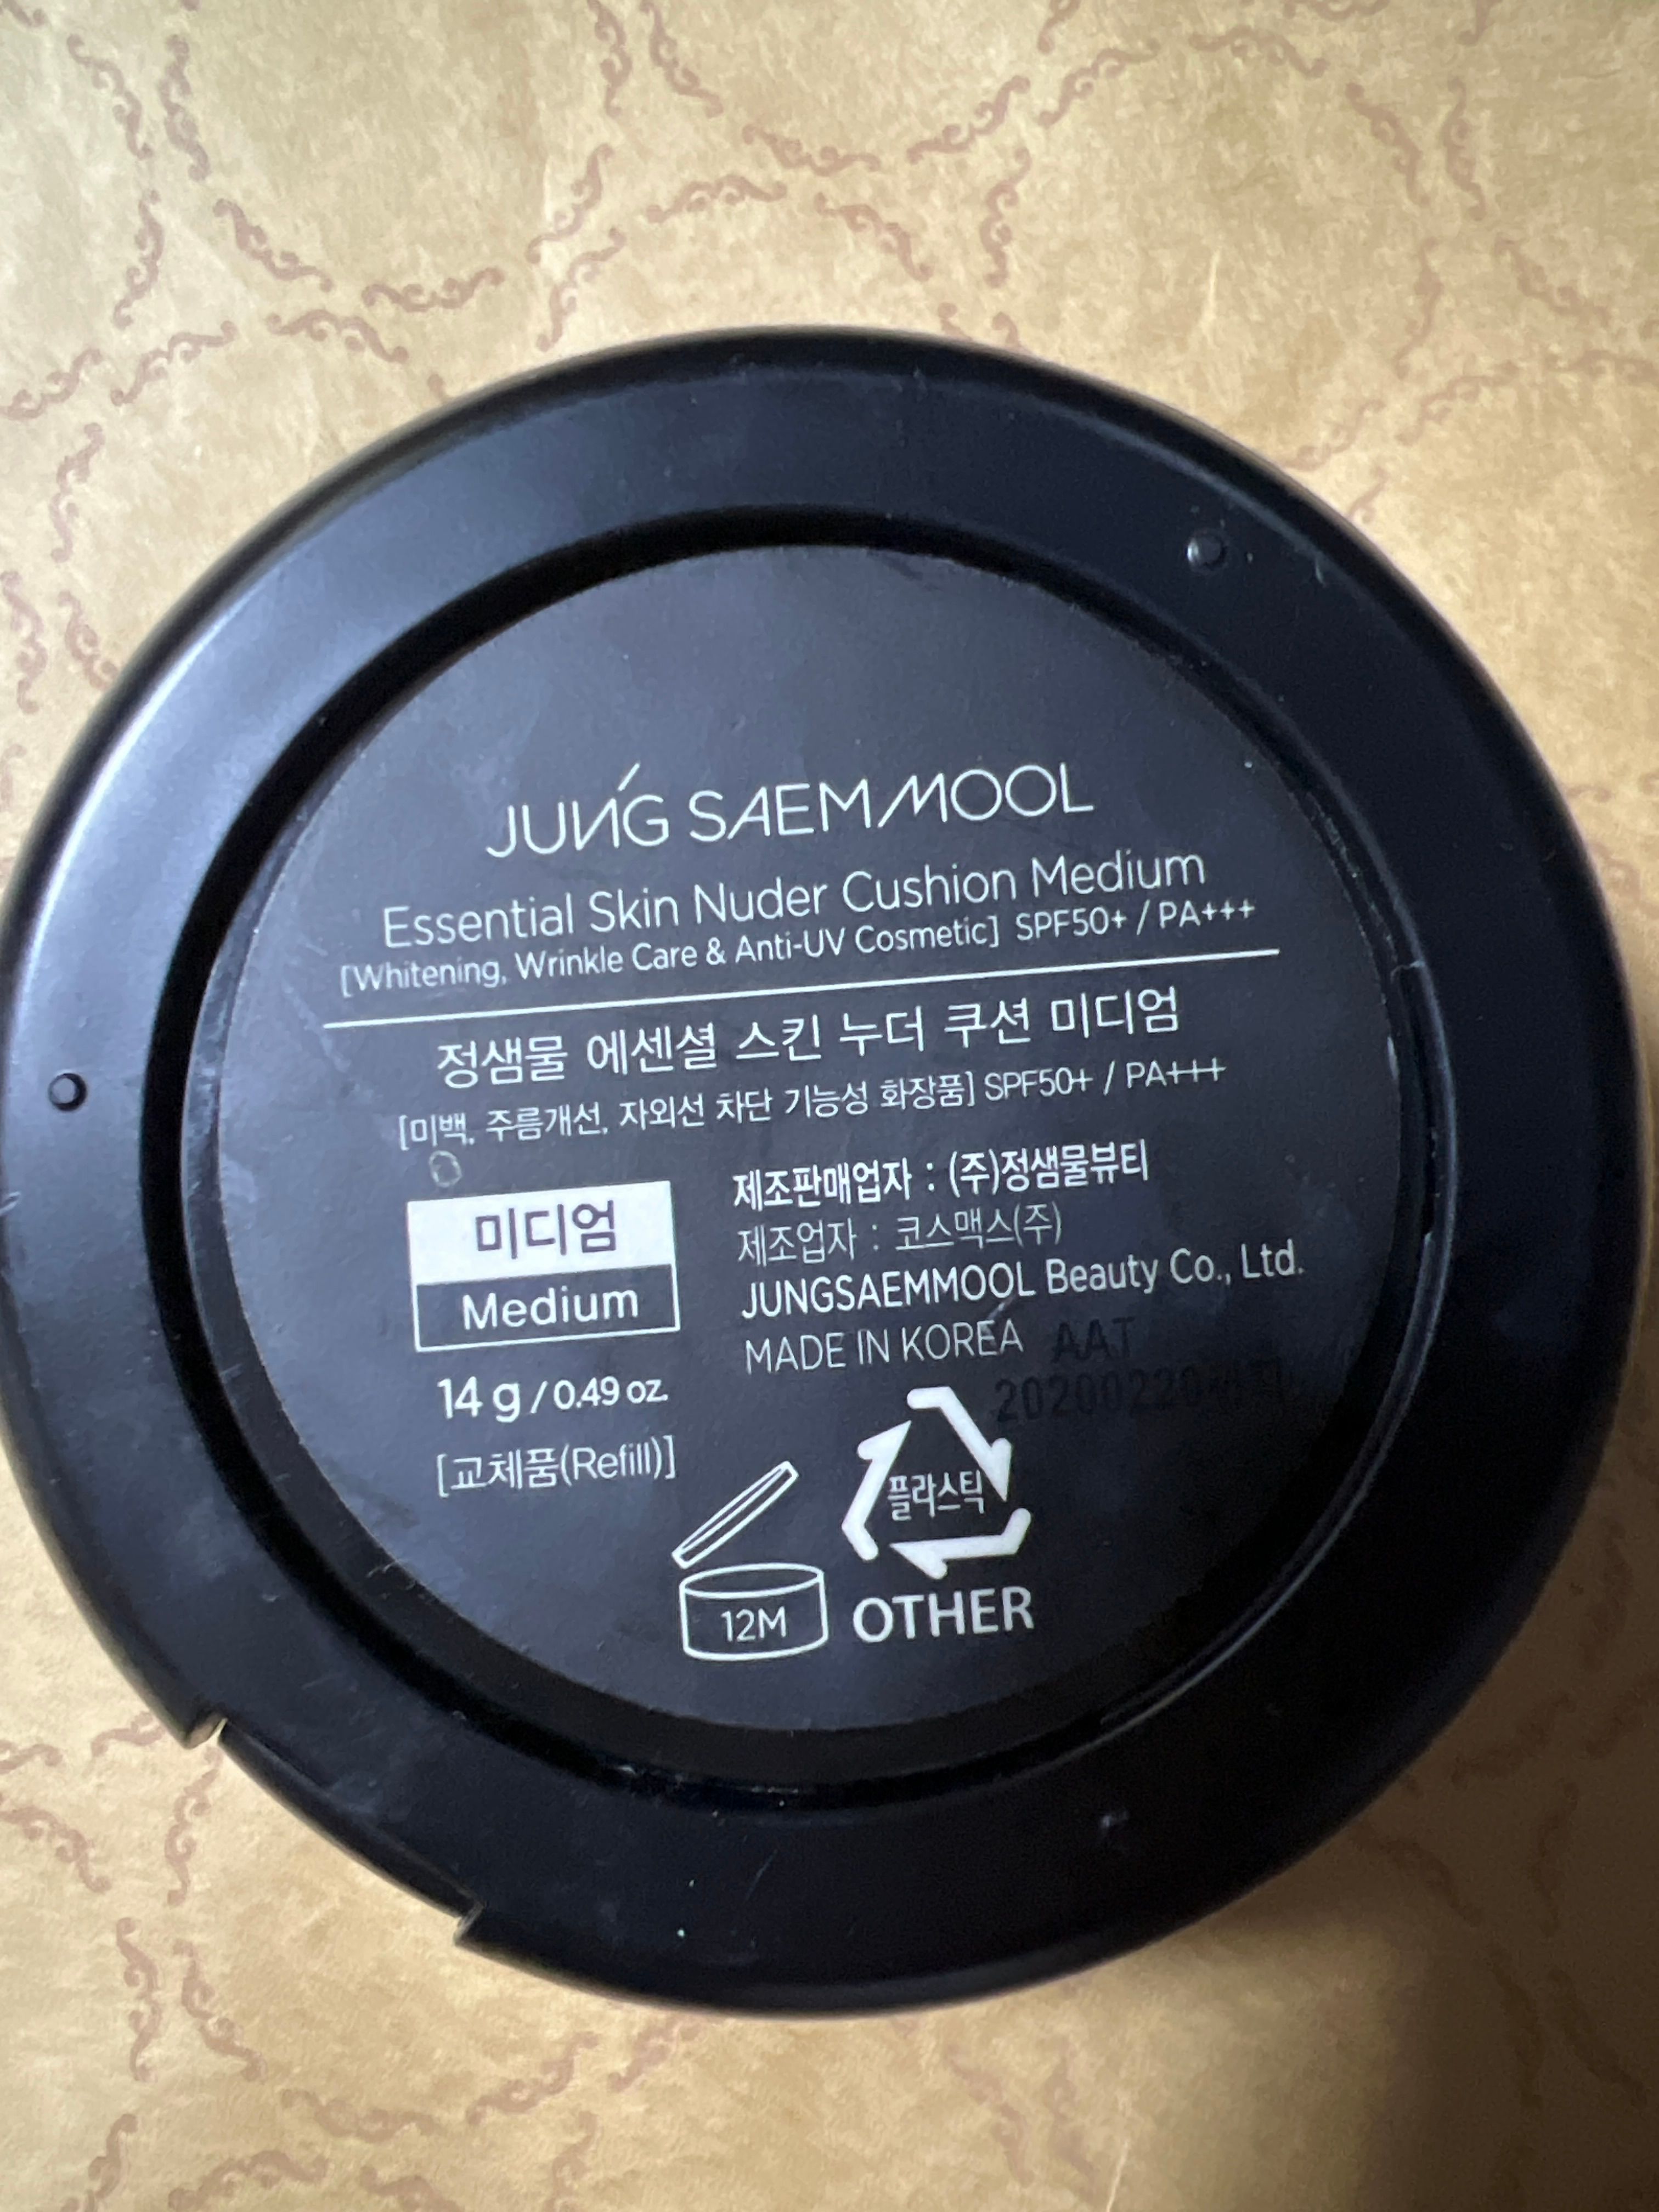 JUNG SAEM MOOL
Essential Skin Nuder Cushion Medium
[Whitening, Wrinkle Care & Anti-UV Cosmetic] SPF50+ / PA+++
정샘물 에센셜 스킨 누더 쿠션 미디엄
[미백, 주름개선, 자외선 차단 기능성 화장품] SPF50+ / PA+++
미디엄
Medium
14 g / 0.49 oz.
[교체품(Refill)]
제조판매업자 : (주)정샘물뷰티
제조업자 : 코스맥스(주)
JUNGSAEMMOOL Beauty Co., Ltd.
MADE IN KOREA AAT
20200220
플라스틱
12M
OTHER